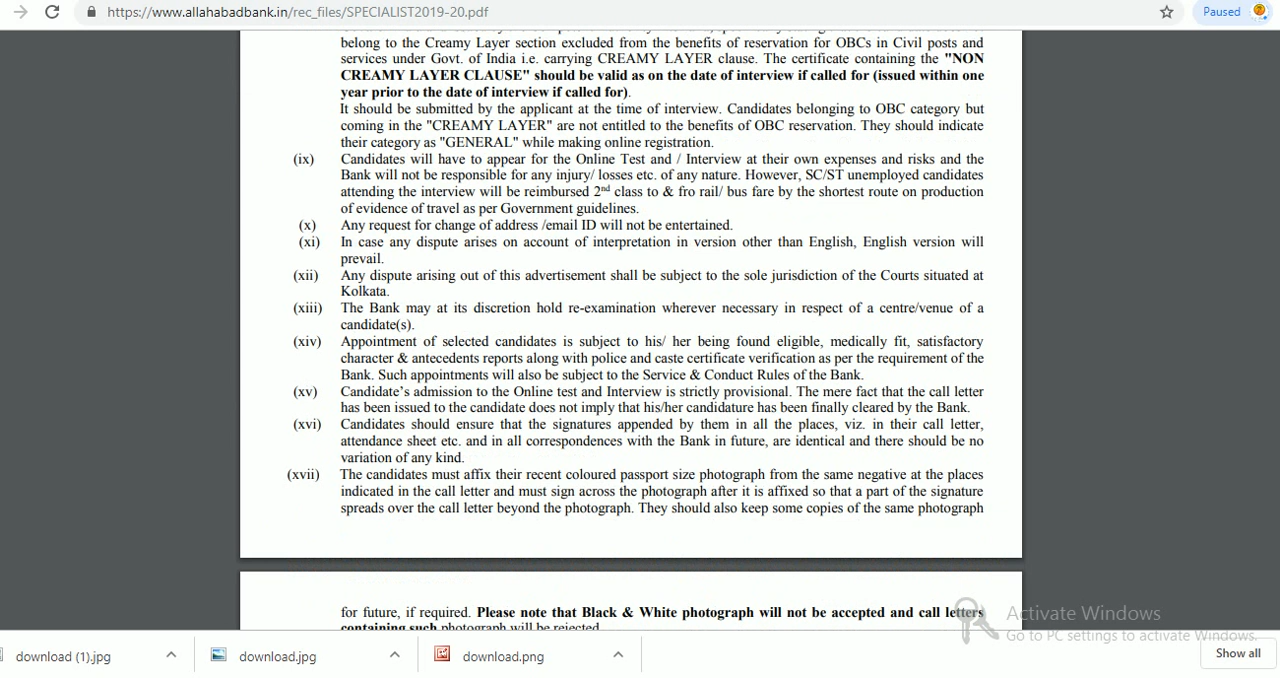 https://www.allahabadbank.in/rec_files/SPECIALIST2019-20.pdf
Paused
belong to the Creamy Layer section excluded from the benefits of reservation for OBCs in Civil posts and
services under Govt. of India i.e. carrying CREAMY LAYER clause. The certificate containing the "NON
CREAMY LAYER CLAUSE" should be valid as on the date of interview if called for (issued within one
year prior to the date of interview if called for).
It should be submitted by the applicant at the time of interview. Candidates belonging to OBC category but
coming in the "CREAMY LAYER" are not entitled to the benefits of OBC reservation. They should indicate
their category as "GENERAL" while making online registration.
(ix) Candidates will have to appear for the Online Test and / Interview at their own expenses and risks and the
Bank will not be responsible for any injury/ losses etc. of any nature. However, SC/ST unemployed candidates
attending the interview will be reimbursed 2nd class to & fro rail/ bus fare by the shortest route on production
of evidence of travel as per Government guidelines.
(x) Any request for change of address /email ID will not be entertained.
(xi) In case any dispute arises on account of interpretation in version other than English, English version will
prevail.
(xii) Any dispute arising out of this advertisement shall be subject to the sole jurisdiction of the Courts situated at
Kolkata.
(xiii) The Bank may at its discretion hold re-examination wherever necessary in respect of a centre/venue of a
candidate(s).
(xiv) Appointment of selected candidates is subject to his/ her being found eligible, medically fit, satisfactory
character & antecedents reports along with police and caste certificate verification as per the requirement of the
Bank. Such appointments will also be subject to the Service & Conduct Rules of the Bank.
(xv) Candidate's admission to the Online test and Interview is strictly provisional. The mere fact that the call letter
has been issued to the candidate does not imply that his/her candidature has been finally cleared by the Bank.
(xvi) Candidates should ensure that the signatures appended by them in all the places, viz. in their call letter,
attendance sheet etc. and in all correspondences with the Bank in future, are identical and there should be no
variation of any kind.
(xvii) The candidates must affix their recent coloured passport size photograph from the same negative at the places
indicated in the call letter and must sign across the photograph after it is affixed so that a part of the signature
spreads over the call letter beyond the photograph. They should also keep some copies of the same photograph
for future, if required. Please note that Black & White photograph will not be accepted and call letters
containing such photograph will be rejected
Activate Windows
Go to PC settings to activate Windows.
download (1).jpg
download.jpg
download.png
Show all